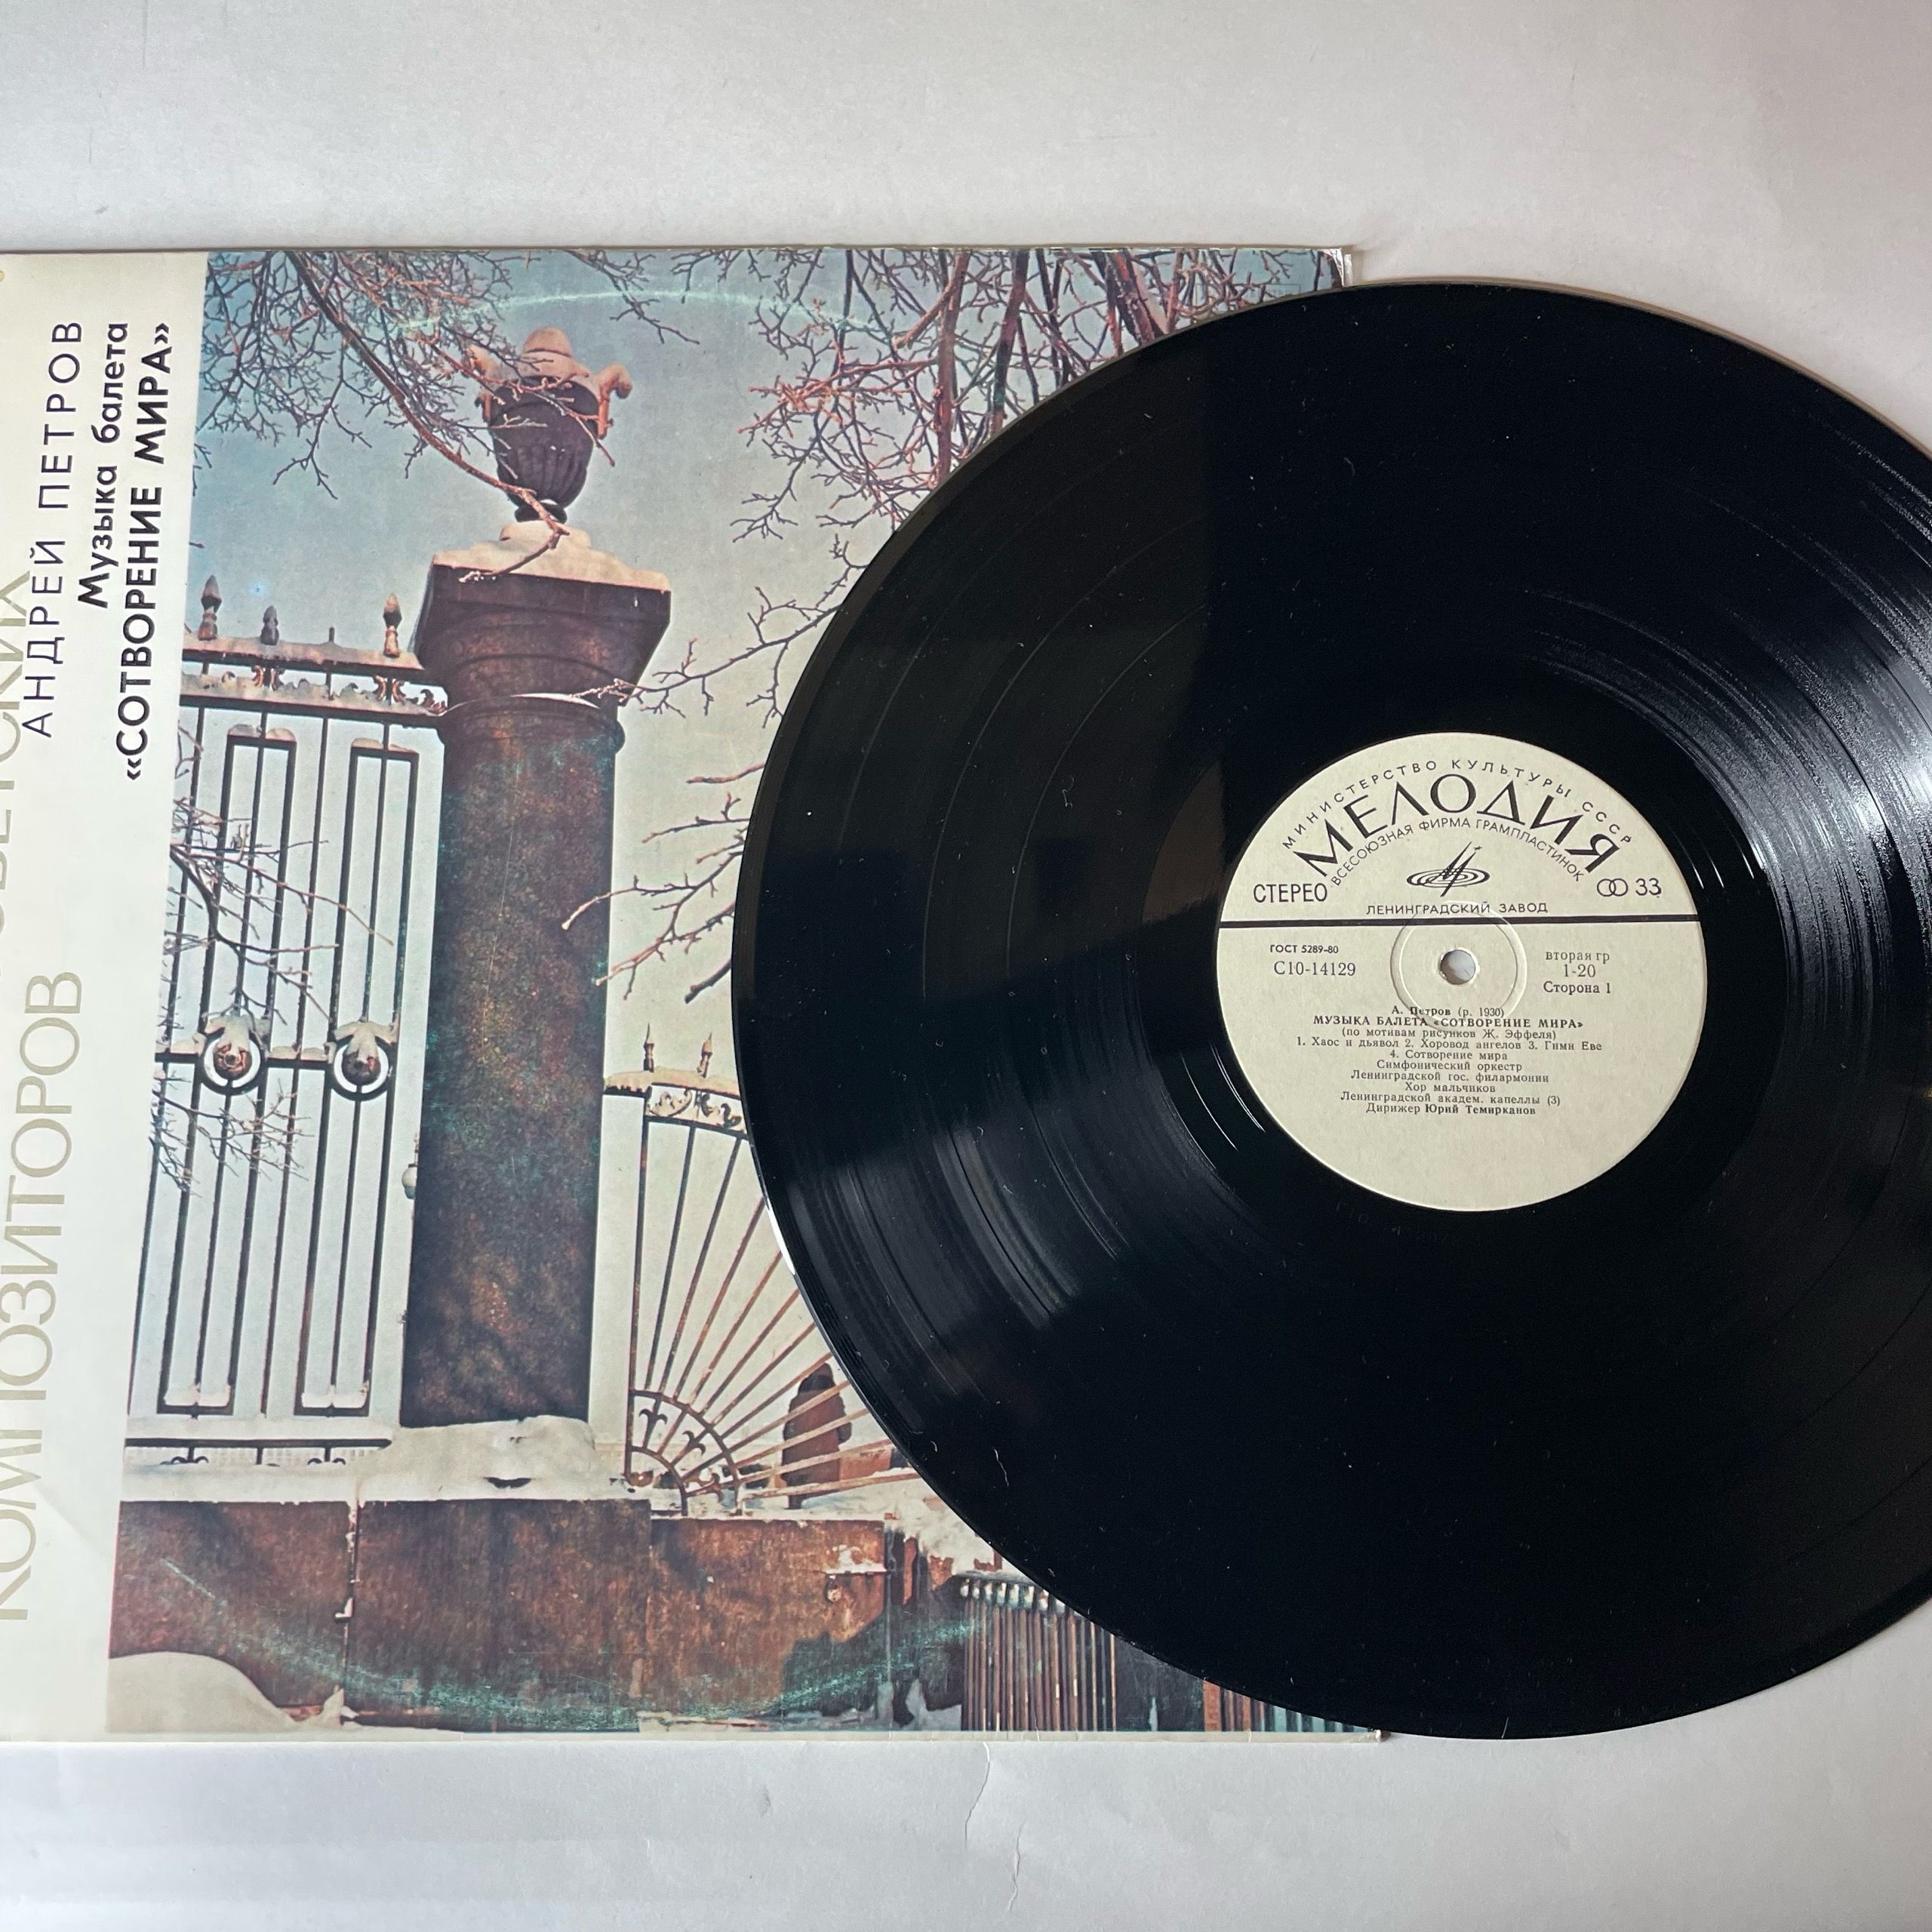 АНДРЕЙ ПЕТРОВ
Музыка балета
«СОТВОРЕНИЕ МИРА»
КОМПОЗИТОРОВ
МИНИСТЕРСТВО КУЛЬТУРЫ СССР
МЕЛОДИЯ
ВСЕСОЮЗНАЯ ФИРМА ГРАМПЛАСТИНОК
СТЕРЕО
33
ЛЕНИНГРАДСКИЙ ЗАВОД
ГОСТ 5289-80
С10-14129
вторая гр
1-20
Сторона 1
А. Петров (р. 1930)
МУЗЫКА БАЛЕТА «СОТВОРЕНИЕ МИРА»
(по мотивам рисунков Ж. Эффеля)
1. Хаос и дьявол 2. Хоровод ангелов 3. Гимн Еве
4. Сотворение мира
Симфонический оркестр
Ленинградской гос. филармонии
Хор мальчиков
Ленинградской академ. капеллы (3)
Дирижер Юрий Темирканов